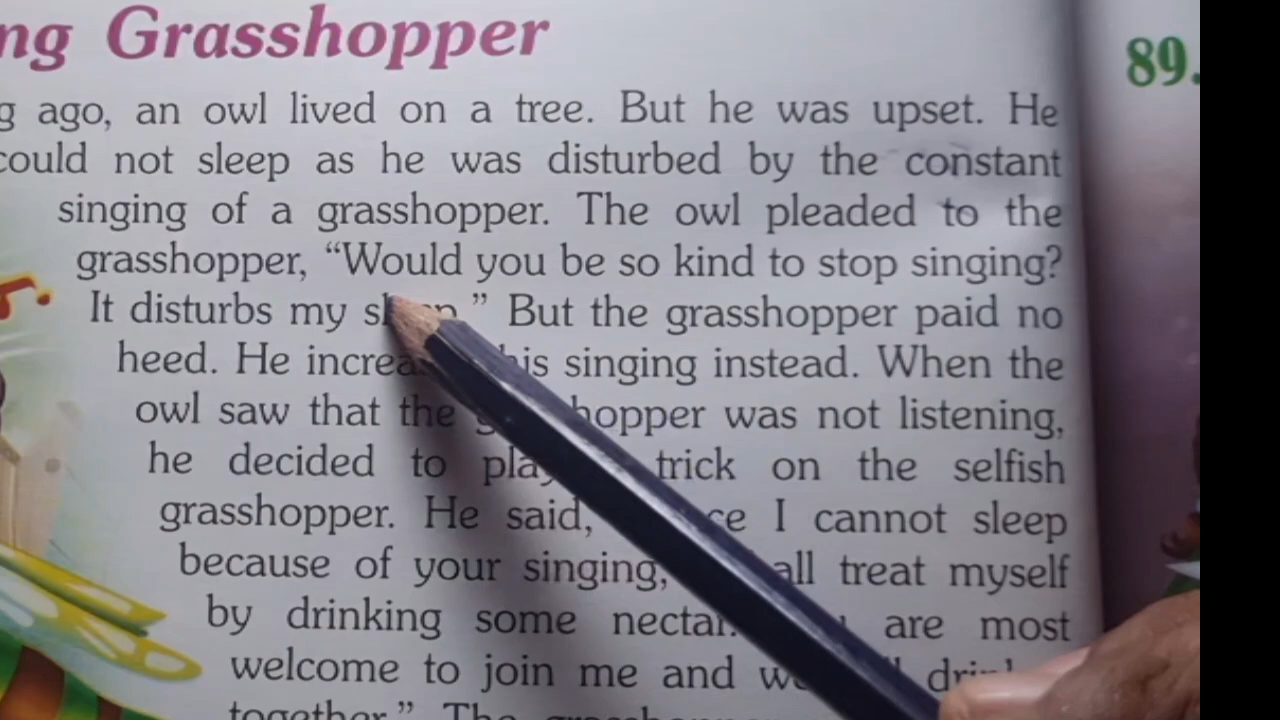 ng Grasshopper
89.
g ago, an owl lived on a tree. But he was upset. He
could not sleep as he was disturbed by the constant
singing of a grasshopper. The owl pleaded to the
grasshopper, “Would you be so kind to stop singing?
It disturbs my ” But the grasshopper paid no
heed. He his singing instead. When the
owl saw that the was not listening,
he decided to trick on the selfish
grasshopper. He said, I cannot sleep
because of your singing, treat myself
by drinking some nectar. are most
welcome to join me and
together.” The grasshopper